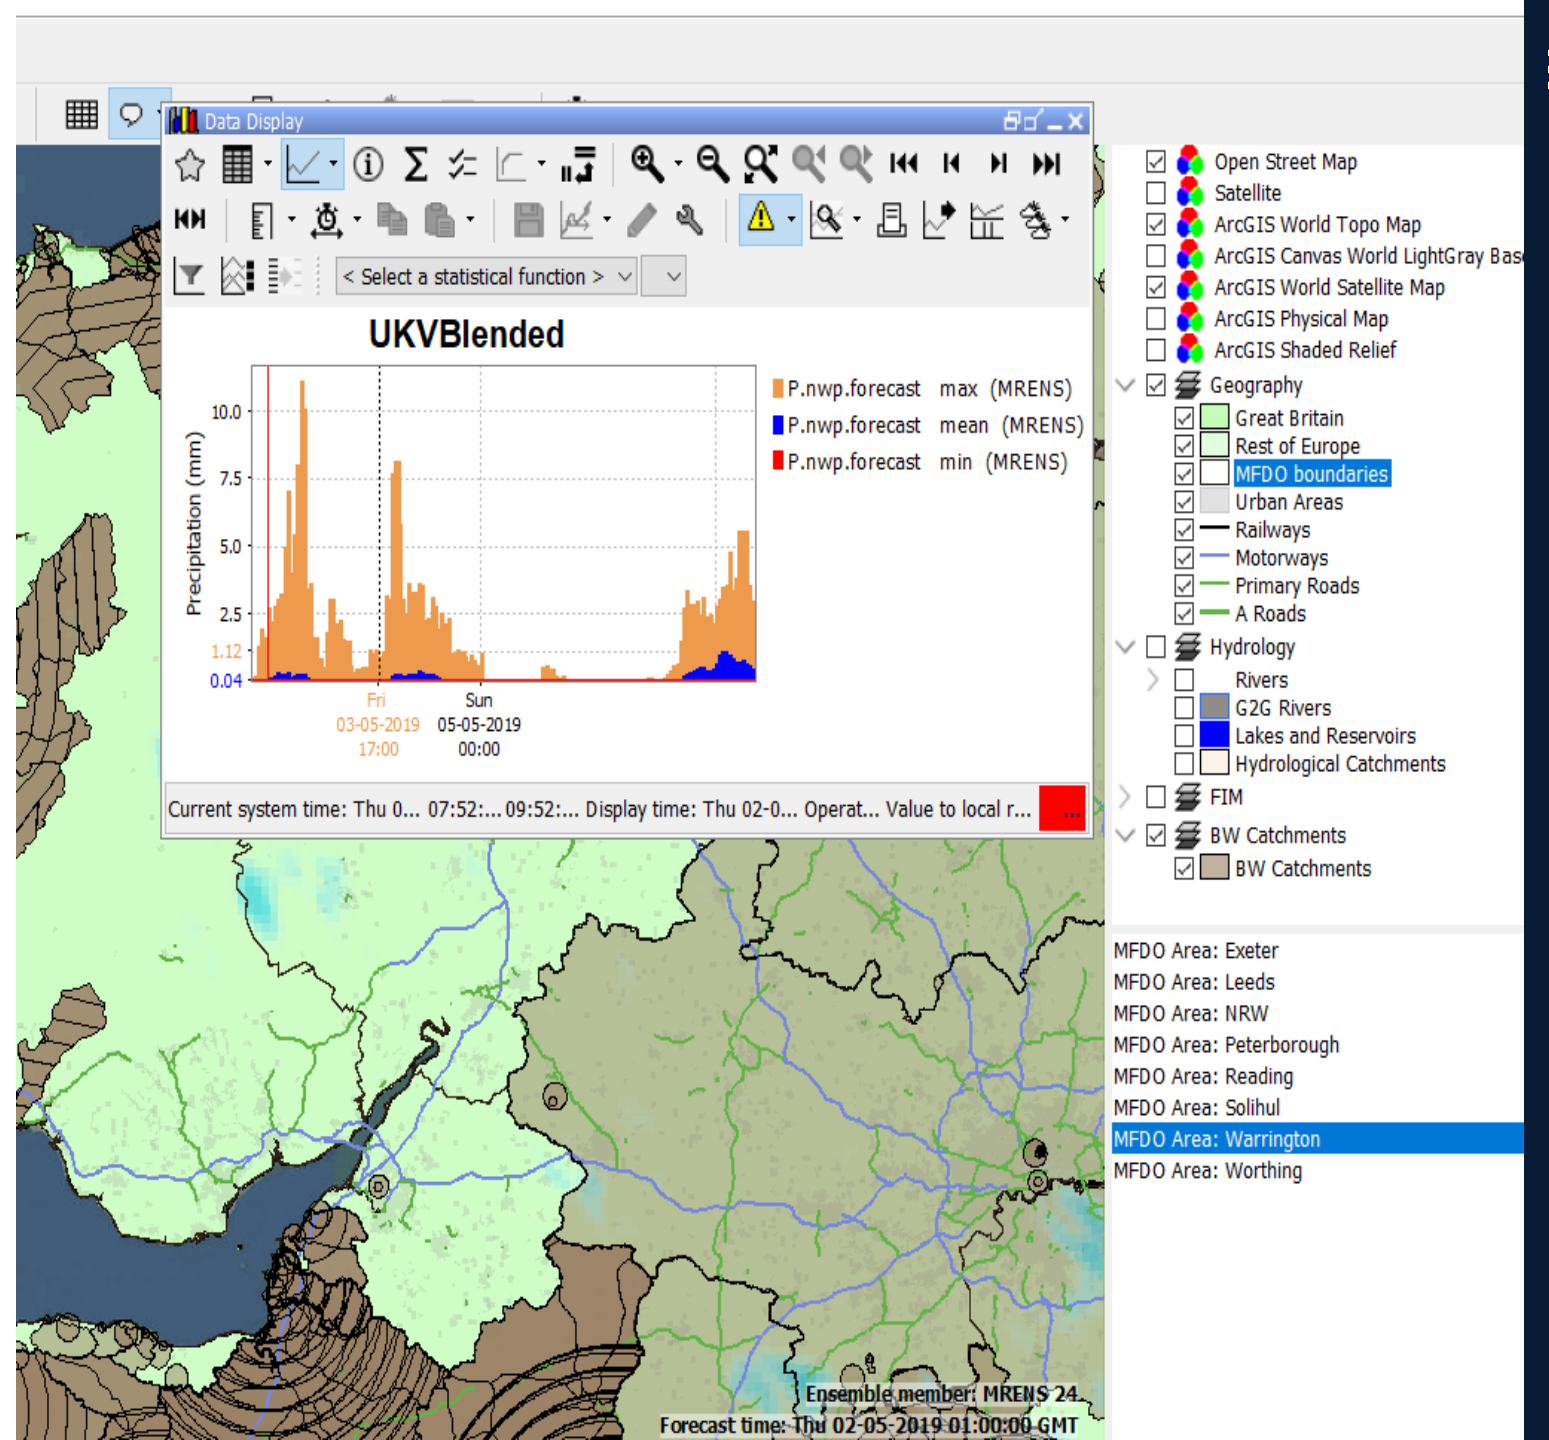 Data Display
< Select a statistical function >
UKVBlended
Precipitation (mm)
10.0
7.5
5.0
2.5
1.12
0.04
Fri
03-05-2019
17:00
Sun
05-05-2019
00:00
P.nwp.forecast max (MRENS)
P.nwp.forecast mean (MRENS)
P.nwp.forecast min (MRENS)
Current system time: Thu 0... 07:52:... 09:52:... Display time: Thu 02-0... Operat... Value to local r... ...
Open Street Map
Satellite
ArcGIS World Topo Map
ArcGIS Canvas World LightGray Base
ArcGIS World Satellite Map
ArcGIS Physical Map
ArcGIS Shaded Relief
Geography
Great Britain
Rest of Europe
MFDO boundaries
Urban Areas
Railways
Motorways
Primary Roads
A Roads
Hydrology
Rivers
G2G Rivers
Lakes and Reservoirs
Hydrological Catchments
FIM
BW Catchments
BW Catchments
MFDO Area: Exeter
MFDO Area: Leeds
MFDO Area: NRW
MFDO Area: Peterborough
MFDO Area: Reading
MFDO Area: Solihul
MFDO Area: Warrington
MFDO Area: Worthing
Ensemble member: MRENS 24
Forecast time: Thu 02-05-2019 01:00:00 GMT